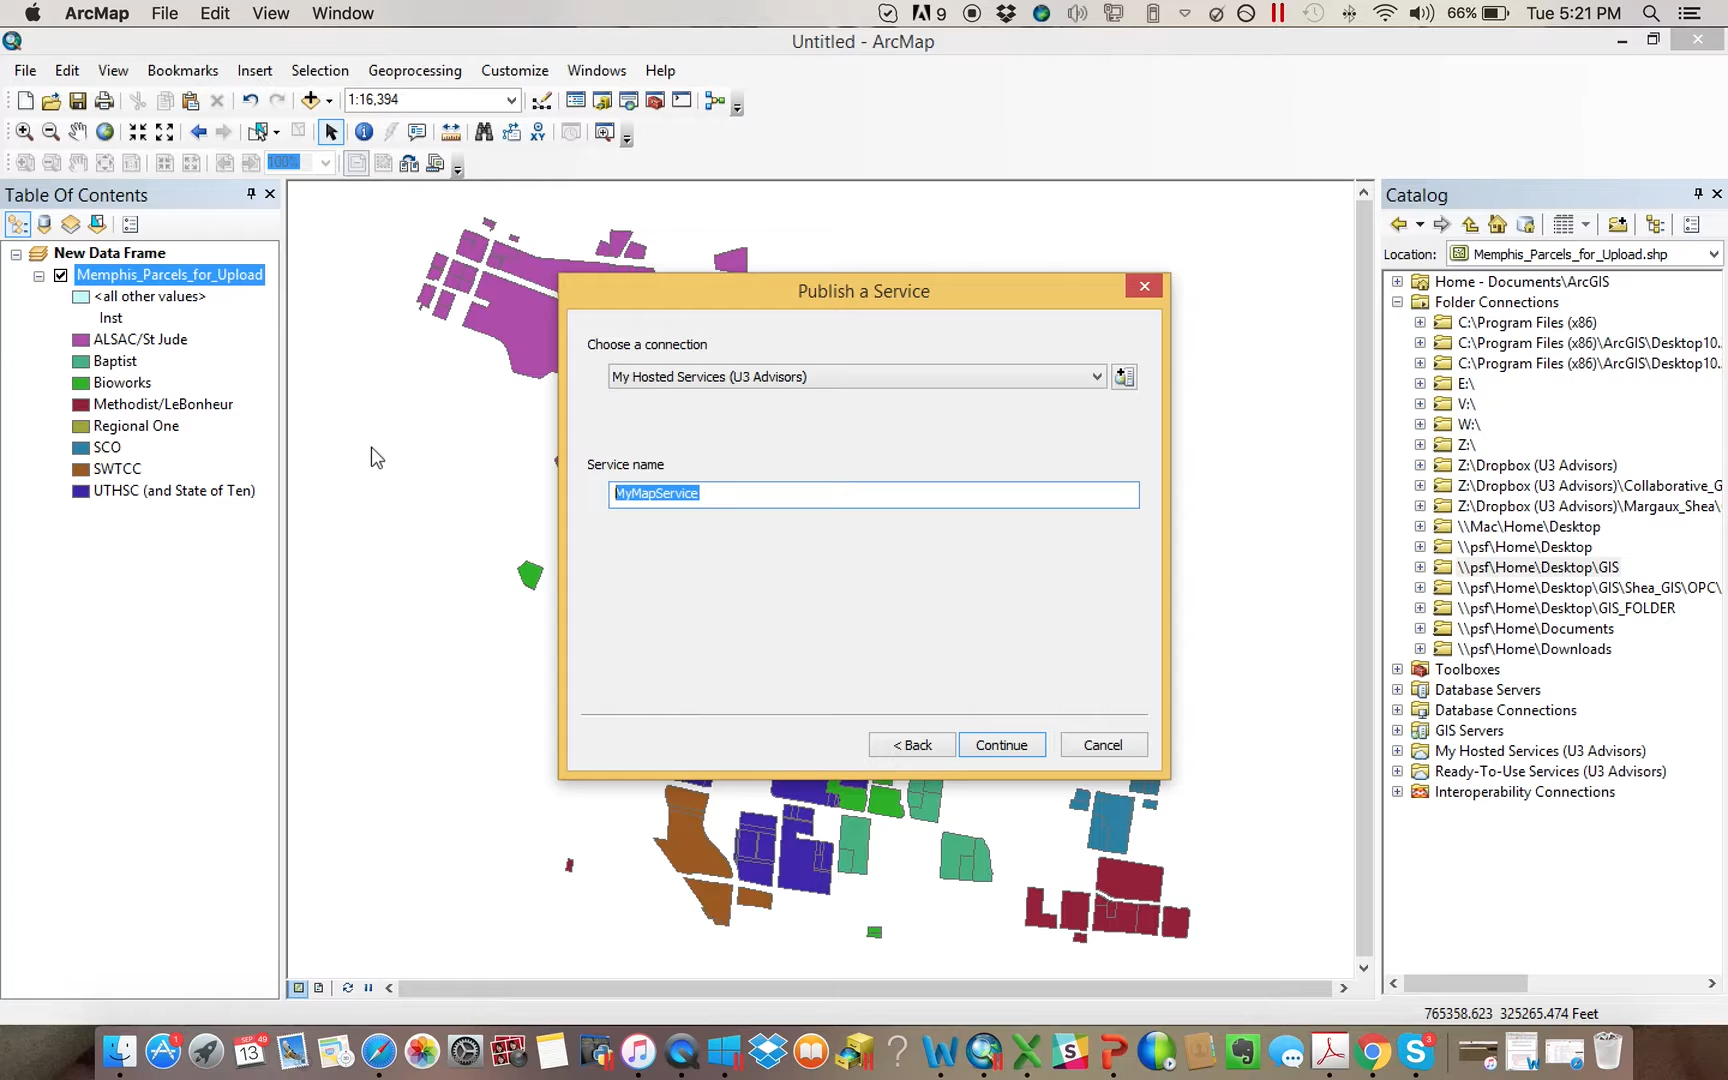 ArcMap File Edit View Window 9 66% Tue 5:21 PM
Untitled - ArcMap
File Edit View Bookmarks Insert Selection Geoprocessing Customize Windows Help
1:16,394
XY
100%
Table Of Contents
New Data Frame
Memphis_Parcels_for_Upload
<all other values>
Inst
ALSAC/St Jude
Baptist
Bioworks
Methodist/LeBonheur
Regional One
SCO
SWTCC
UTHSC (and State of Ten)
Publish a Service
Choose a connection
My Hosted Services (U3 Advisors)
Service name
MyMapService
< Back Continue Cancel
Catalog
Location: Memphis_Parcels_for_Upload.shp
Home - Documents\ArcGIS
Folder Connections
C:\Program Files (x86)
C:\Program Files (x86)\ArcGIS\Desktop10..
C:\Program Files (x86)\ArcGIS\Desktop10..
E:\
V:\
W:\
Z:\
Z:\Dropbox (U3 Advisors)
Z:\Dropbox (U3 Advisors)\Collaborative_G
Z:\Dropbox (U3 Advisors)\Margaux_Shea\
\\Mac\Home\Desktop
\\psf\Home\Desktop
\\psf\Home\Desktop\GIS
\\psf\Home\Desktop\GIS\Shea_GIS\OPC\
\\psf\Home\Desktop\GIS_FOLDER
\\psf\Home\Documents
\\psf\Home\Downloads
Toolboxes
Database Servers
Database Connections
GIS Servers
My Hosted Services (U3 Advisors)
Ready-To-Use Services (U3 Advisors)
Interoperability Connections
765358.623 325265.474 Feet
1 SEP 49 13 3